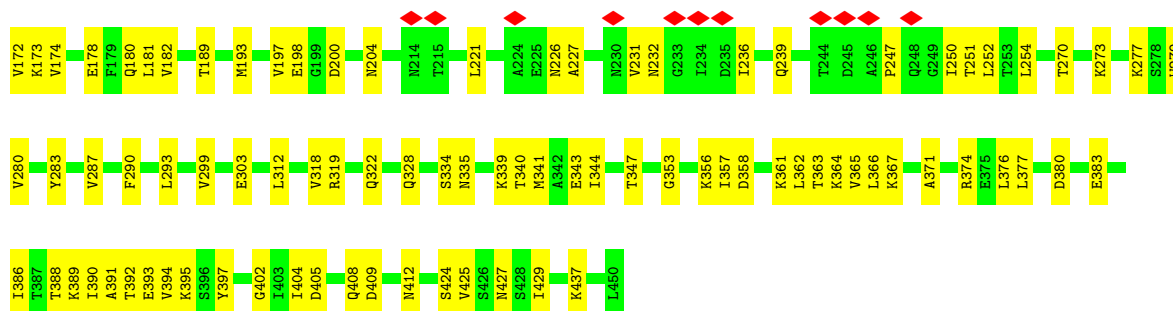 V172 K173 V174 E178 F179 Q180 L181 V182 T189 M193 V197 E198 G199 D200 N204 N214 T215 L221 A224 E225 N226 A227 N230 V231 N232 G233 I234 D235 I236 Q239 T244 D245 A246 P247 Q248 G249 I250 T251 L252 T253 L254 T270 K273 K277 S278
V280 Y283 V287 F290 L293 V299 E303 L312 V318 R319 Q322 Q328 S334 N335 K339 T340 M341 A342 E343 I344 T347 G353 K356 I357 D358 K361 L362 T363 K364 V365 L366 K367 A371 R374 E375 L376 L377 D380 E383
I386 T387 T388 K389 I390 A391 T392 E393 V394 K395 S396 Y397 G402 I403 I404 D405 Q408 D409 N412 S424 V425 S426 N427 S428 I429 K437 L450